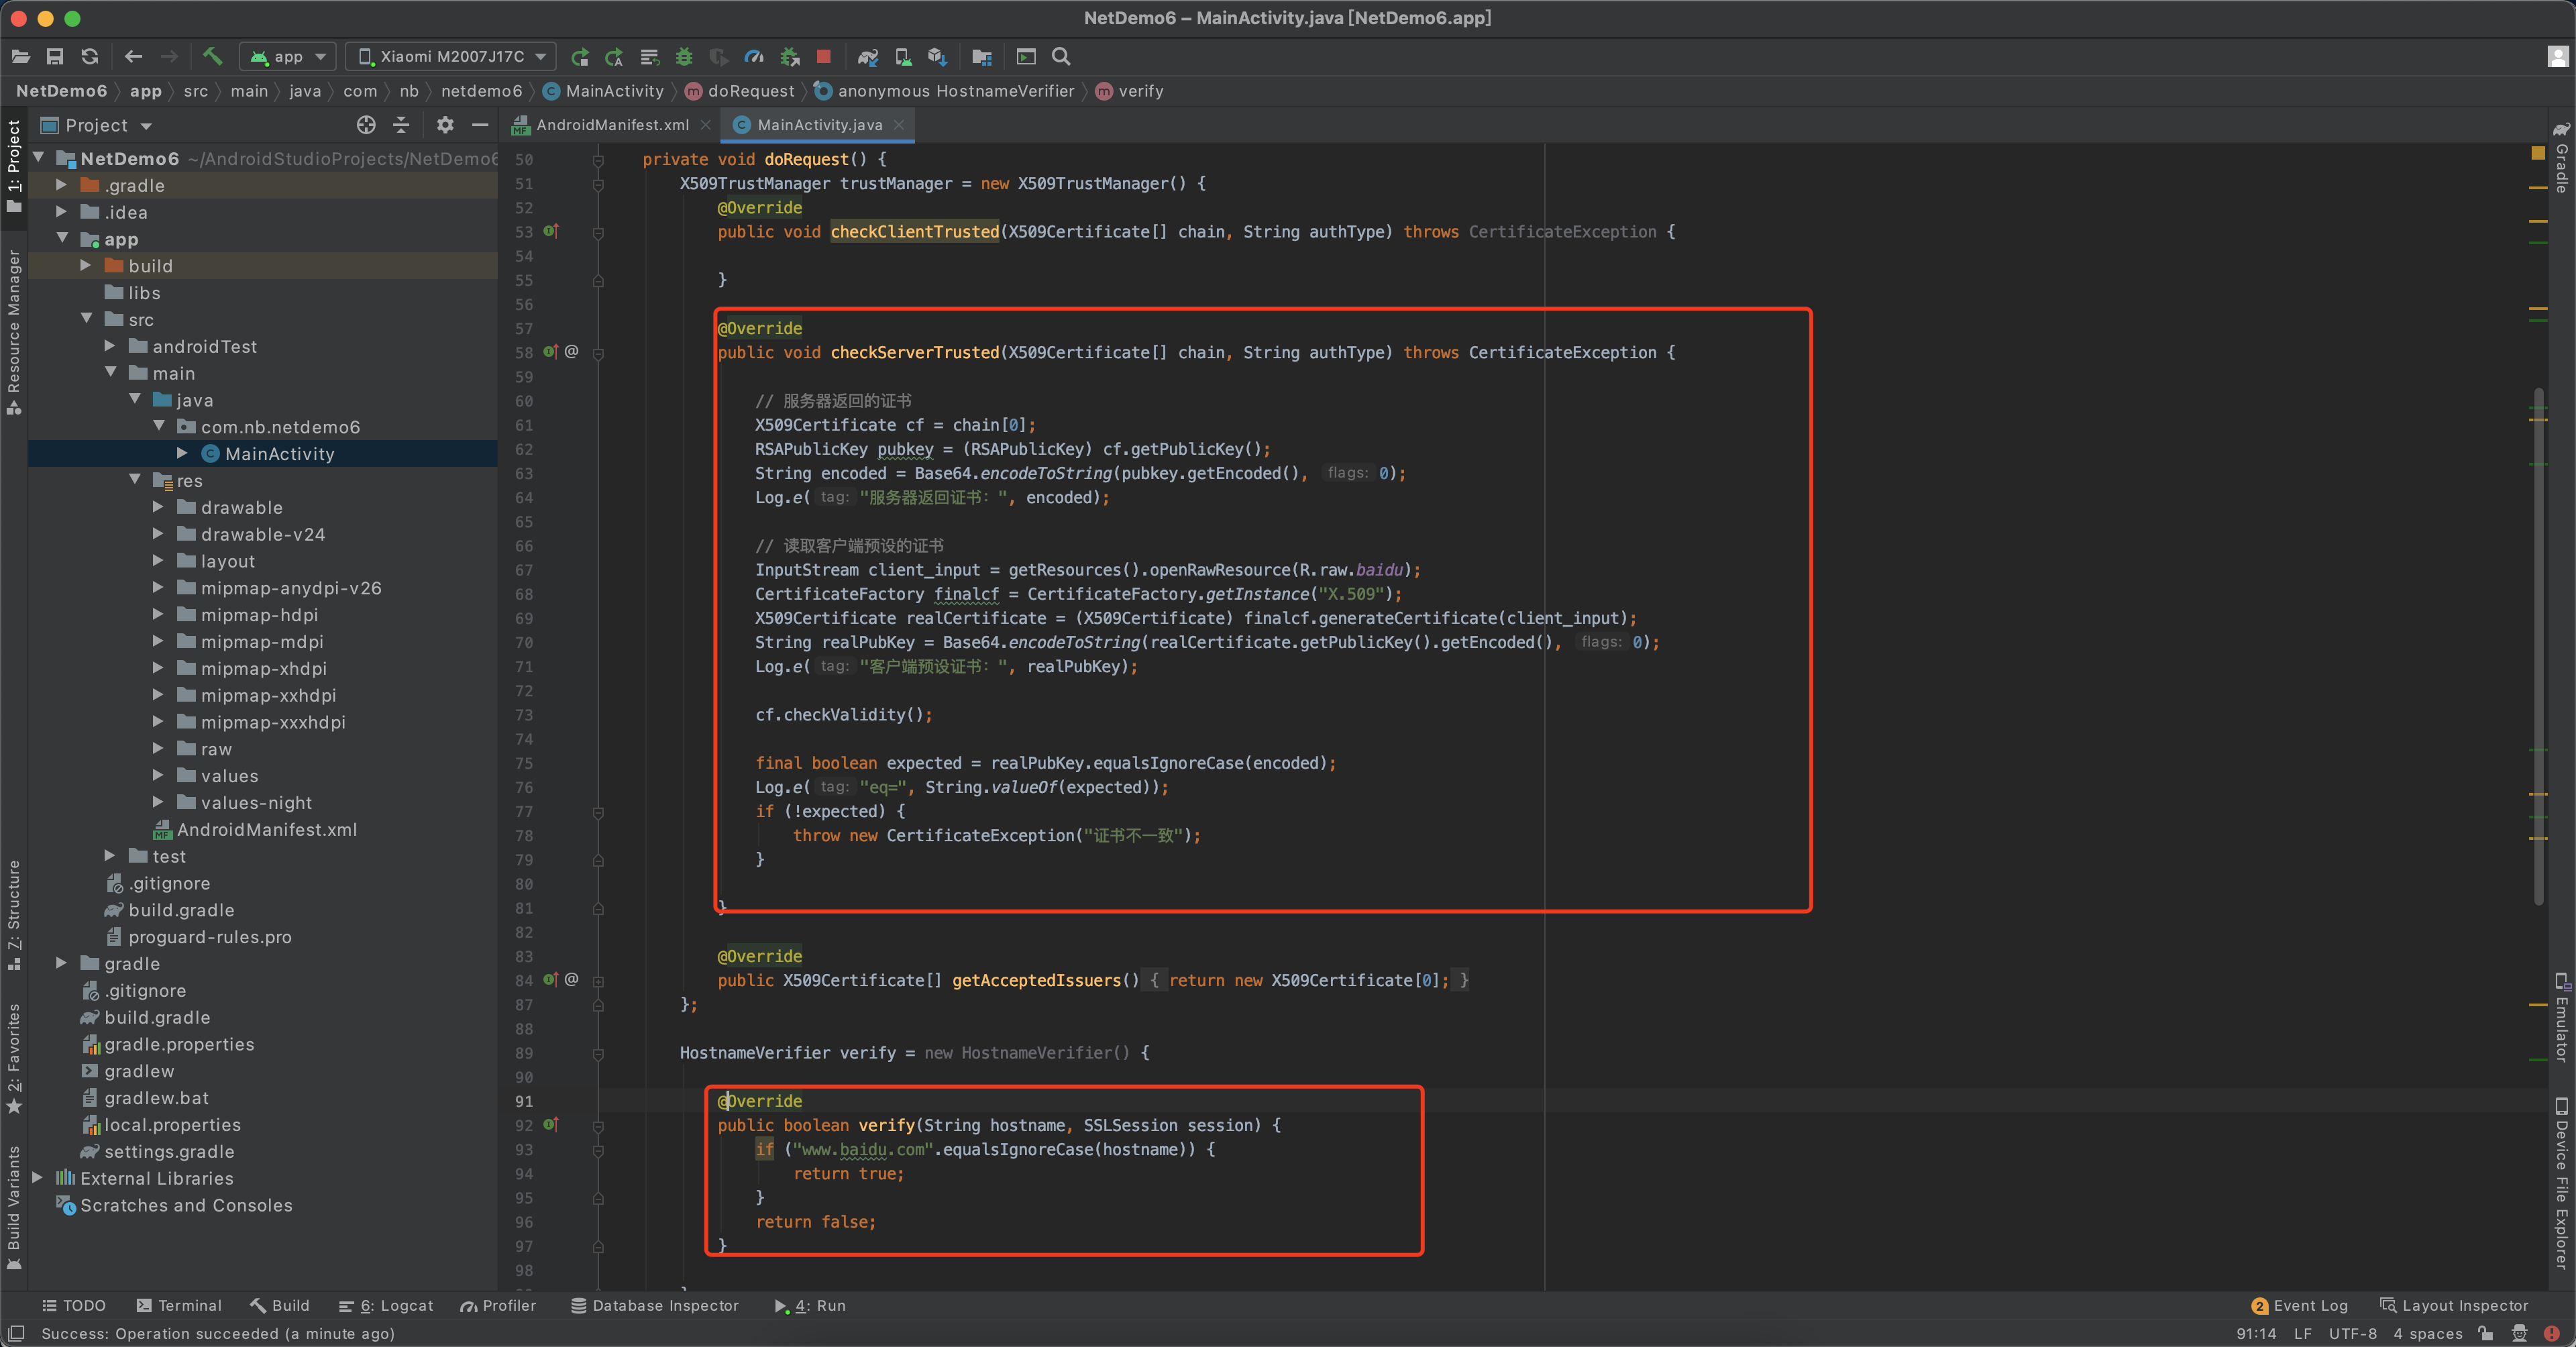 NetDemo6 – MainActivity.java [NetDemo6.app]
app
Xiaomi M2007J17C
NetDemo6 app src main java com nb netdemo6 MainActivity doRequest anonymous HostnameVerifier verify
Project
AndroidManifest.xml
MainActivity.java
1: Project
Resource Manager
7: Structure
2: Favorites
Build Variants
NetDemo6 ~/AndroidStudioProjects/NetDemo6
.gradle
.idea
app
build
libs
src
androidTest
main
java
com.nb.netdemo6
MainActivity
res
drawable
drawable-v24
layout
mipmap-anydpi-v26
mipmap-hdpi
mipmap-mdpi
mipmap-xhdpi
mipmap-xxhdpi
mipmap-xxxhdpi
raw
values
values-night
AndroidManifest.xml
test
.gitignore
build.gradle
proguard-rules.pro
gradle
.gitignore
build.gradle
gradle.properties
gradlew
gradlew.bat
local.properties
settings.gradle
External Libraries
Scratches and Consoles
50 private void doRequest() {
51 X509TrustManager trustManager = new X509TrustManager() {
52 @Override
53 public void checkClientTrusted(X509Certificate[] chain, String authType) throws CertificateException {
54
55 }
56
57 @Override
58 @ public void checkServerTrusted(X509Certificate[] chain, String authType) throws CertificateException {
59
60 // 服务器返回的证书
61 X509Certificate cf = chain[0];
62 RSAPublicKey pubkey = (RSAPublicKey) cf.getPublicKey();
63 String encoded = Base64.encodeToString(pubkey.getEncoded(), flags: 0);
64 Log.e( tag: "服务器返回证书：", encoded);
65
66 // 读取客户端预设的证书
67 InputStream client_input = getResources().openRawResource(R.raw.baidu);
68 CertificateFactory finalcf = CertificateFactory.getInstance("X.509");
69 X509Certificate realCertificate = (X509Certificate) finalcf.generateCertificate(client_input);
70 String realPubKey = Base64.encodeToString(realCertificate.getPublicKey().getEncoded(), flags: 0);
71 Log.e( tag: "客户端预设证书：", realPubKey);
72
73 cf.checkValidity();
74
75 final boolean expected = realPubKey.equalsIgnoreCase(encoded);
76 Log.e( tag: "eq=", String.valueOf(expected));
77 if (!expected) {
78 throw new CertificateException("证书不一致");
79 }
80
81 }
82
83 @Override
84 @ public X509Certificate[] getAcceptedIssuers() { return new X509Certificate[0]; }
87 };
88
89 HostnameVerifier verify = new HostnameVerifier() {
90
91 @Override
92 public boolean verify(String hostname, SSLSession session) {
93 if ("www.baidu.com".equalsIgnoreCase(hostname)) {
94 return true;
95 }
96 return false;
97 }
98
Gradle
Emulator
Device File Explorer
TODO Terminal Build 6: Logcat Profiler Database Inspector 4: Run 2 Event Log Layout Inspector
Success: Operation succeeded (a minute ago) 91:14 LF UTF-8 4 spaces